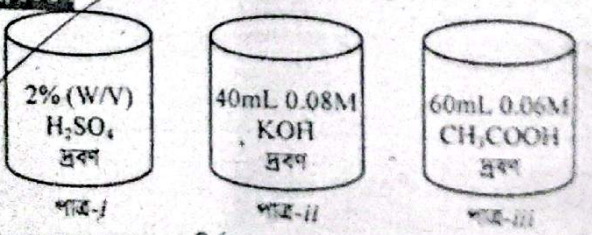 2% (W/V)
H₂SO₄
দ্রবণ
পাত্র-i
40mL 0.08M
KOH
দ্রবণ
পাত্র-ii
60mL 0.06M
CH₃COOH
দ্রবণ
পাত্র-iii